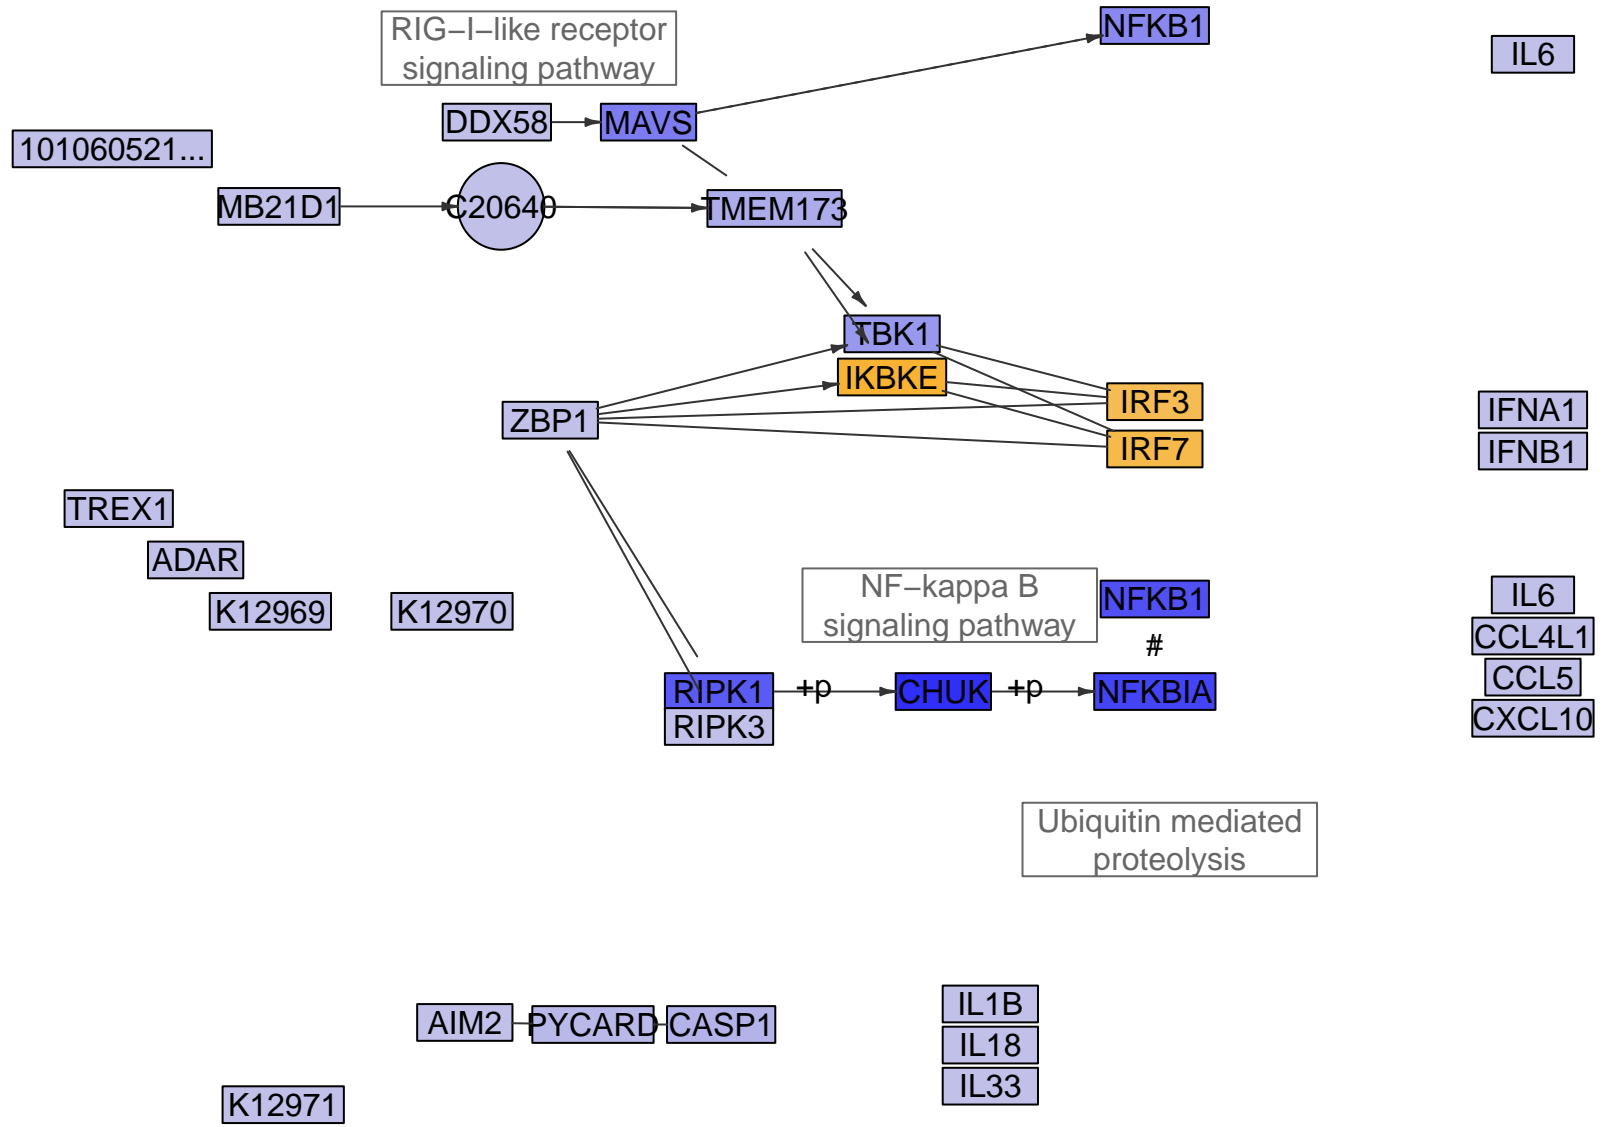 RIG−I−like receptor
signaling pathway
NFKB1
IL6
DDX58
MAVS
101060521...
MB21D1
C20640
TMEM173
TBK1
IKBKE
ZBP1
IRF3
IRF7
IFNA1
IFNB1
TREX1
ADAR
K12969
K12970
NF−kappa B
signaling pathway
NFKB1
#
IL6
CCL4L1
CCL5
CXCL10
RIPK1
+p
CHUK
+p
NFKBIA
RIPK3
Ubiquitin mediated
proteolysis
AIM2
PYCARD
CASP1
IL1B
IL18
IL33
K12971